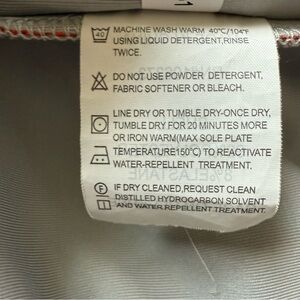 1
40
MACHINE WASH WARM 40°C/104°F
USING LIQUID DETERGENT,RINSE
TWICE.
DO NOT USE POWDER DETERGENT,
FABRIC SOFTENER OR BLEACH.
LINE DRY OR TUMBLE DRY-ONCE DRY,
TUMBLE DRY FOR 20 MINUTES MORE
OR IRON WARM(MAX SOLE PLATE
TEMPERATURE150°C) TO REACTIVATE
WATER-REPELLENT TREATMENT.
F IF DRY CLEANED,REQUEST CLEAN
DISTILLED HYDROCARBON SOLVENT
AND WATER.REPELLENT TREATMENT.